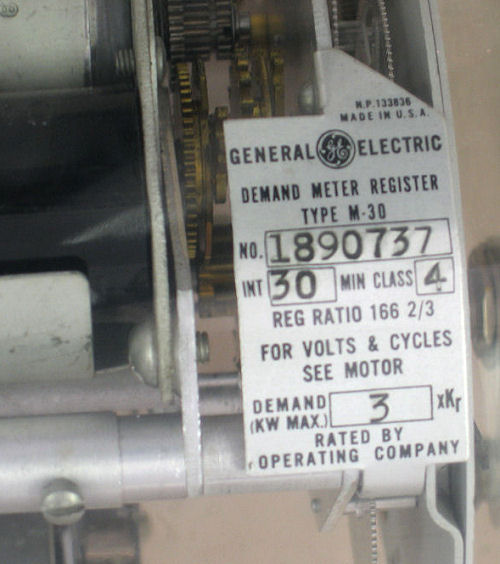 N.P. 133836
MADE IN U.S.A.
GENERAL GE ELECTRIC
DEMAND METER REGISTER
TYPE M-30
NO. 1890737
INT 30 MIN CLASS 4
REG RATIO 166 2/3
FOR VOLTS & CYCLES
SEE MOTOR
DEMAND 3 xKr
(KW MAX.)
RATED BY
OPERATING COMPANY